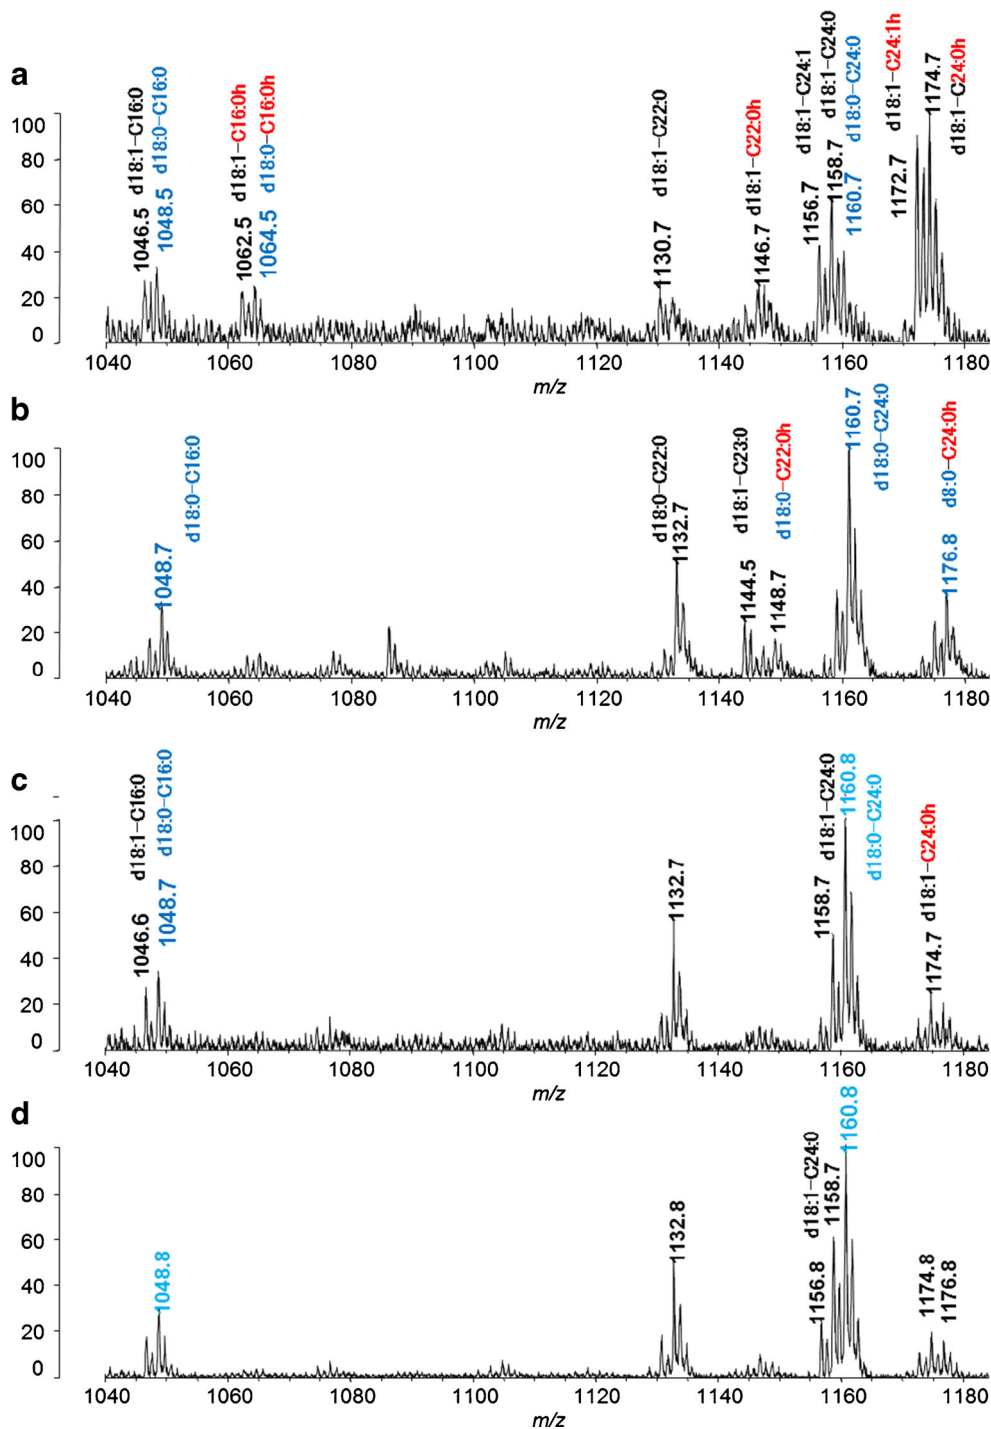 a
d18:1–C16:0
1046.5
d18:0–C16:0
1048.5
d18:1–C16:0h
1062.5
d18:0–C16:0h
1064.5
d18:1–C22:0
1130.7
d18:1–C22:0h
1146.7
d18:1–C24:1
1156.7
d18:1–C24:0
1158.7
d18:0–C24:0
1160.7
d18:1–C24:1h
1172.7
1174.7
d18:1–C24:0h
100
80
60
40
20
0
1040 1060 1080 1100 1120 1140 1160 1180
m/z
b
1048.7
d18:0–C16:0
d18:0–C22:0
1132.7
d18:1–C23:0
1144.5
d18:0–C22:0h
1148.7
1160.7
d18:0–C24:0
d8:0–C24:0h
1176.8
100
80
60
40
20
0
1040 1060 1080 1100 1120 1140 1160 1180
m/z
c
d18:1–C16:0
1046.6
d18:0–C16:0
1048.7
1132.7
d18:1–C24:0
1158.7
1160.8
d18:0–C24:0
d18:1–C24:0h
1174.7
100
80
60
40
20
0
1040 1060 1080 1100 1120 1140 1160 1180
m/z
d
1048.8
1132.8
d18:1–C24:0
1156.8
1158.7
1160.8
1174.8
1176.8
100
80
60
40
20
0
1040 1060 1080 1100 1120 1140 1160 1180
m/z